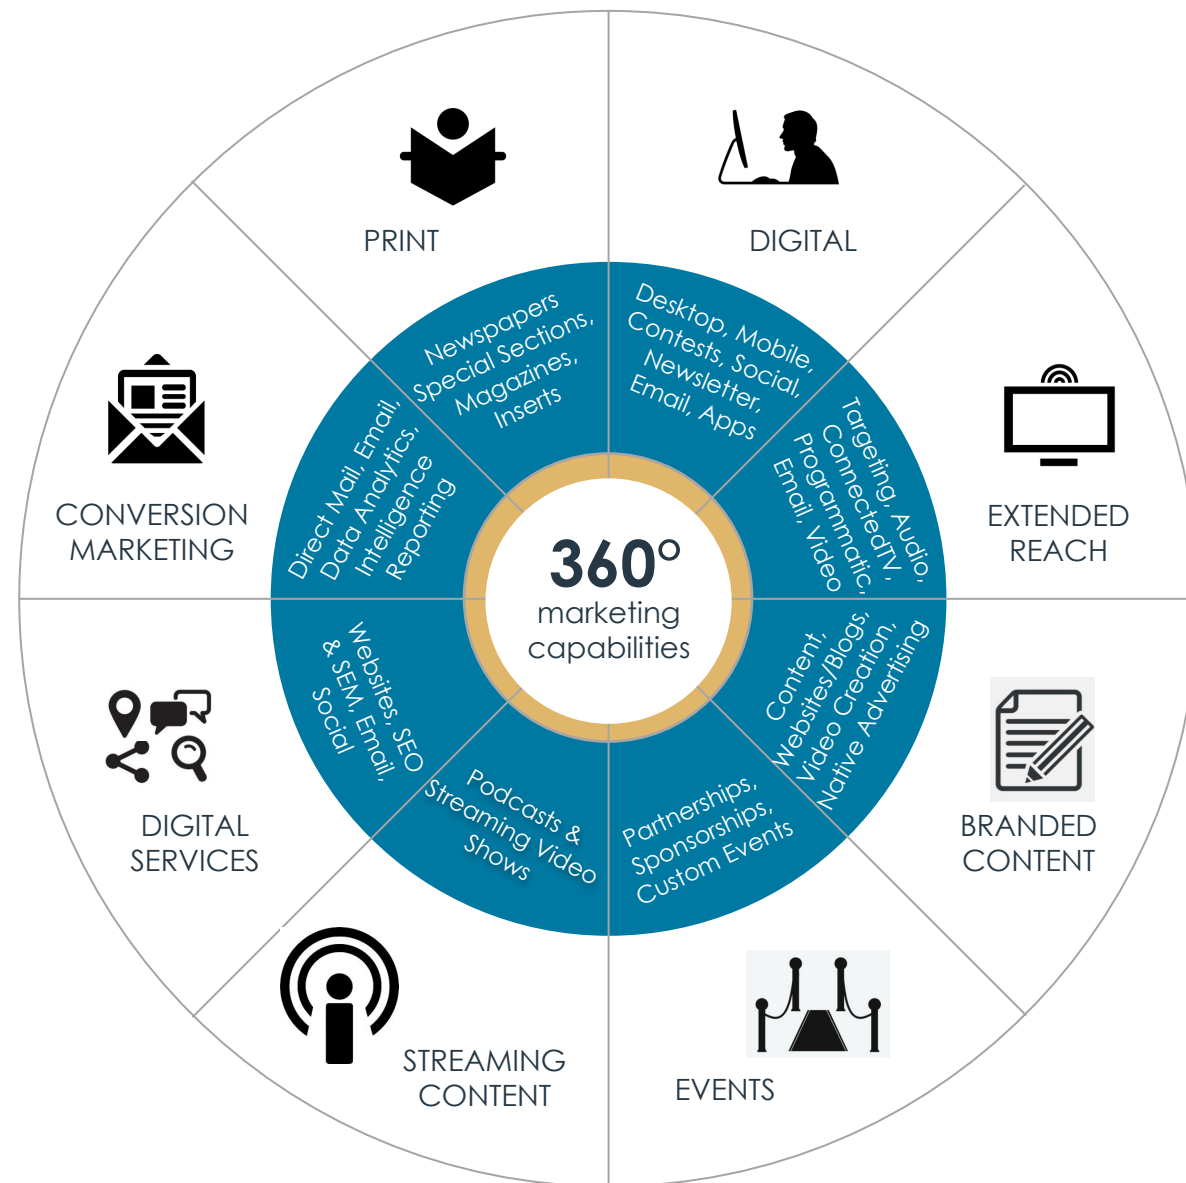 PRINT
Newspapers
Special Sections,
Magazines,
Inserts
DIGITAL
Desktop, Mobile,
Contests, Social,
Newsletter,
Email, Apps
EXTENDED
REACH
Targeting, Audio,
ConnectedTV,
Programmatic,
Email, Video
BRANDED
CONTENT
Content,
Websites/Blogs,
Video Creation,
Native Advertising
EVENTS
Partnerships,
Sponsorships,
Custom Events
STREAMING
CONTENT
Podcasts &
Streaming Video
Shows
DIGITAL
SERVICES
Websites, SEO
& SEM. Email,
Social
CONVERSION
MARKETING
Direct Mail, Email,
Data Analytics,
Intelligence
Reporting
360°
marketing
capabilities